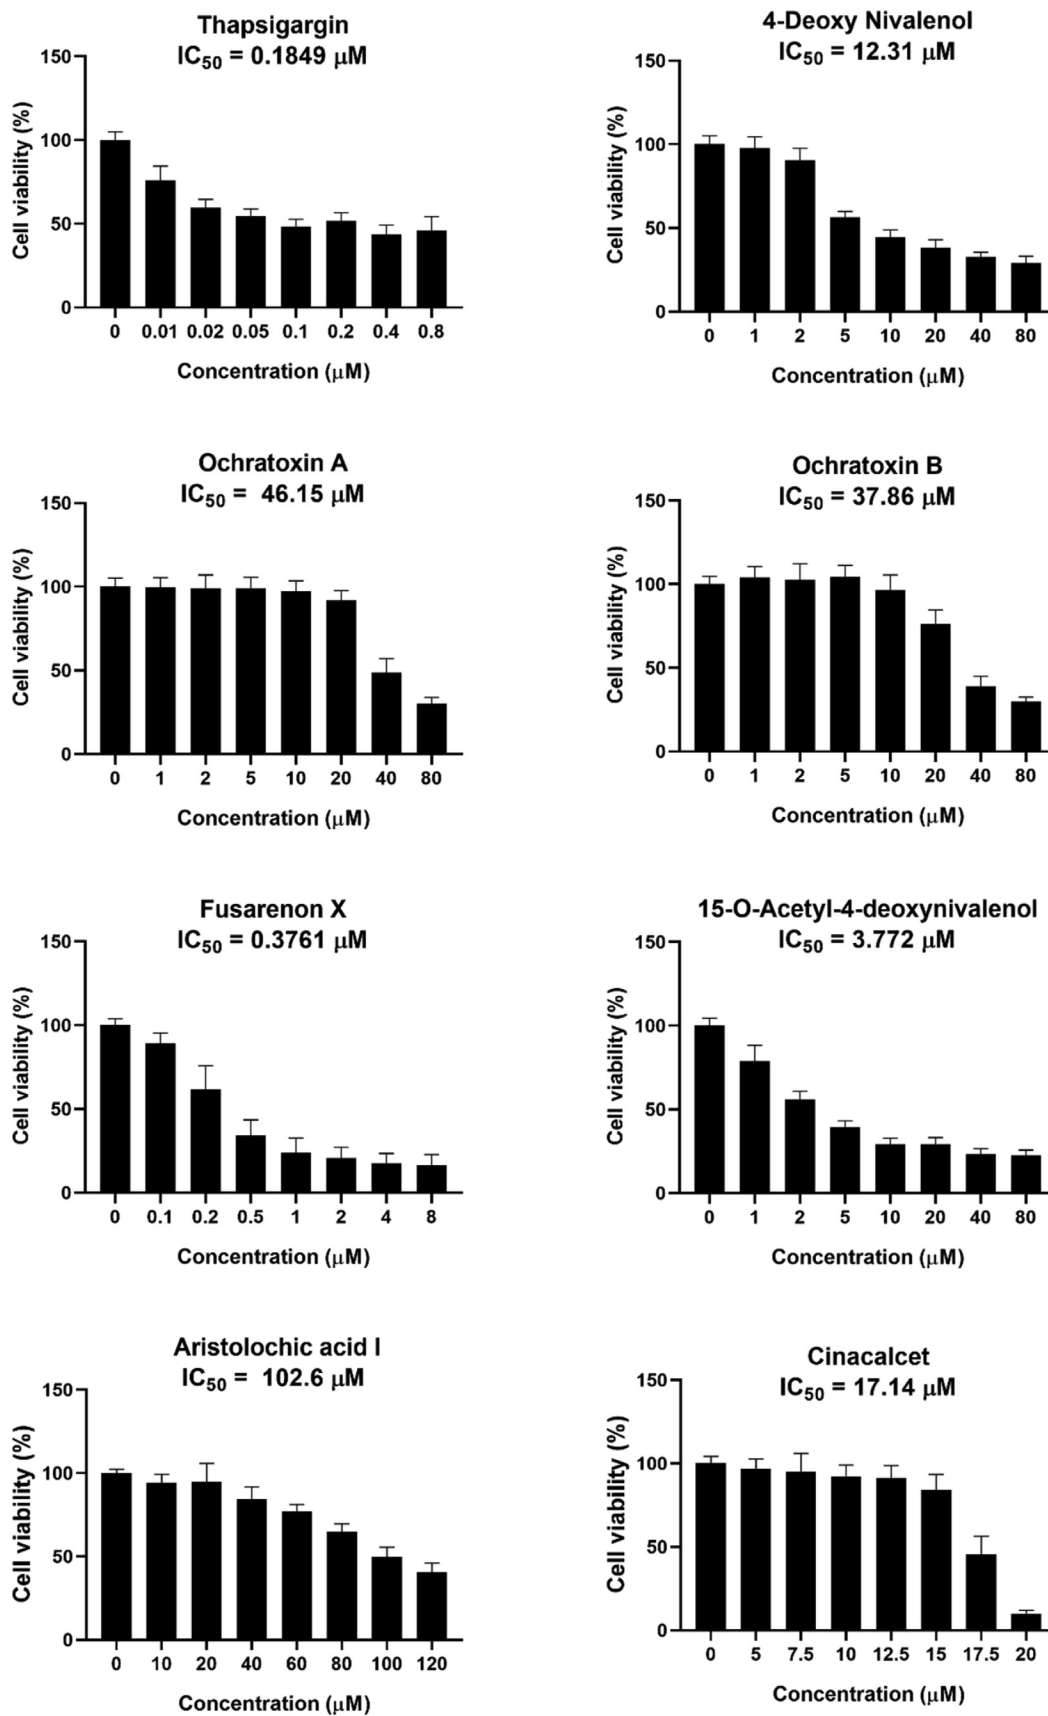 Thapsigargin
IC50 = 0.1849 μM
Cell viability (%)
150
100
50
0
0 0.01 0.02 0.05 0.1 0.2 0.4 0.8
Concentration (μM)
4-Deoxy Nivalenol
IC50 = 12.31 μM
Cell viability (%)
150
100
50
0
0 1 2 5 10 20 40 80
Concentration (μM)
Ochratoxin A
IC50 = 46.15 μM
Cell viability (%)
150
100
50
0
0 1 2 5 10 20 40 80
Concentration (μM)
Ochratoxin B
IC50 = 37.86 μM
Cell viability (%)
150
100
50
0
0 1 2 5 10 20 40 80
Concentration (μM)
Fusarenon X
IC50 = 0.3761 μM
Cell viability (%)
150
100
50
0
0 0.1 0.2 0.5 1 2 4 8
Concentration (μM)
15-O-Acetyl-4-deoxynivalenol
IC50 = 3.772 μM
Cell viability (%)
150
100
50
0
0 1 2 5 10 20 40 80
Concentration (μM)
Aristolochic acid I
IC50 = 102.6 μM
Cell viability (%)
150
100
50
0
0 10 20 40 60 80 100 120
Concentration (μM)
Cinacalcet
IC50 = 17.14 μM
Cell viability (%)
150
100
50
0
0 5 7.5 10 12.5 15 17.5 20
Concentration (μM)